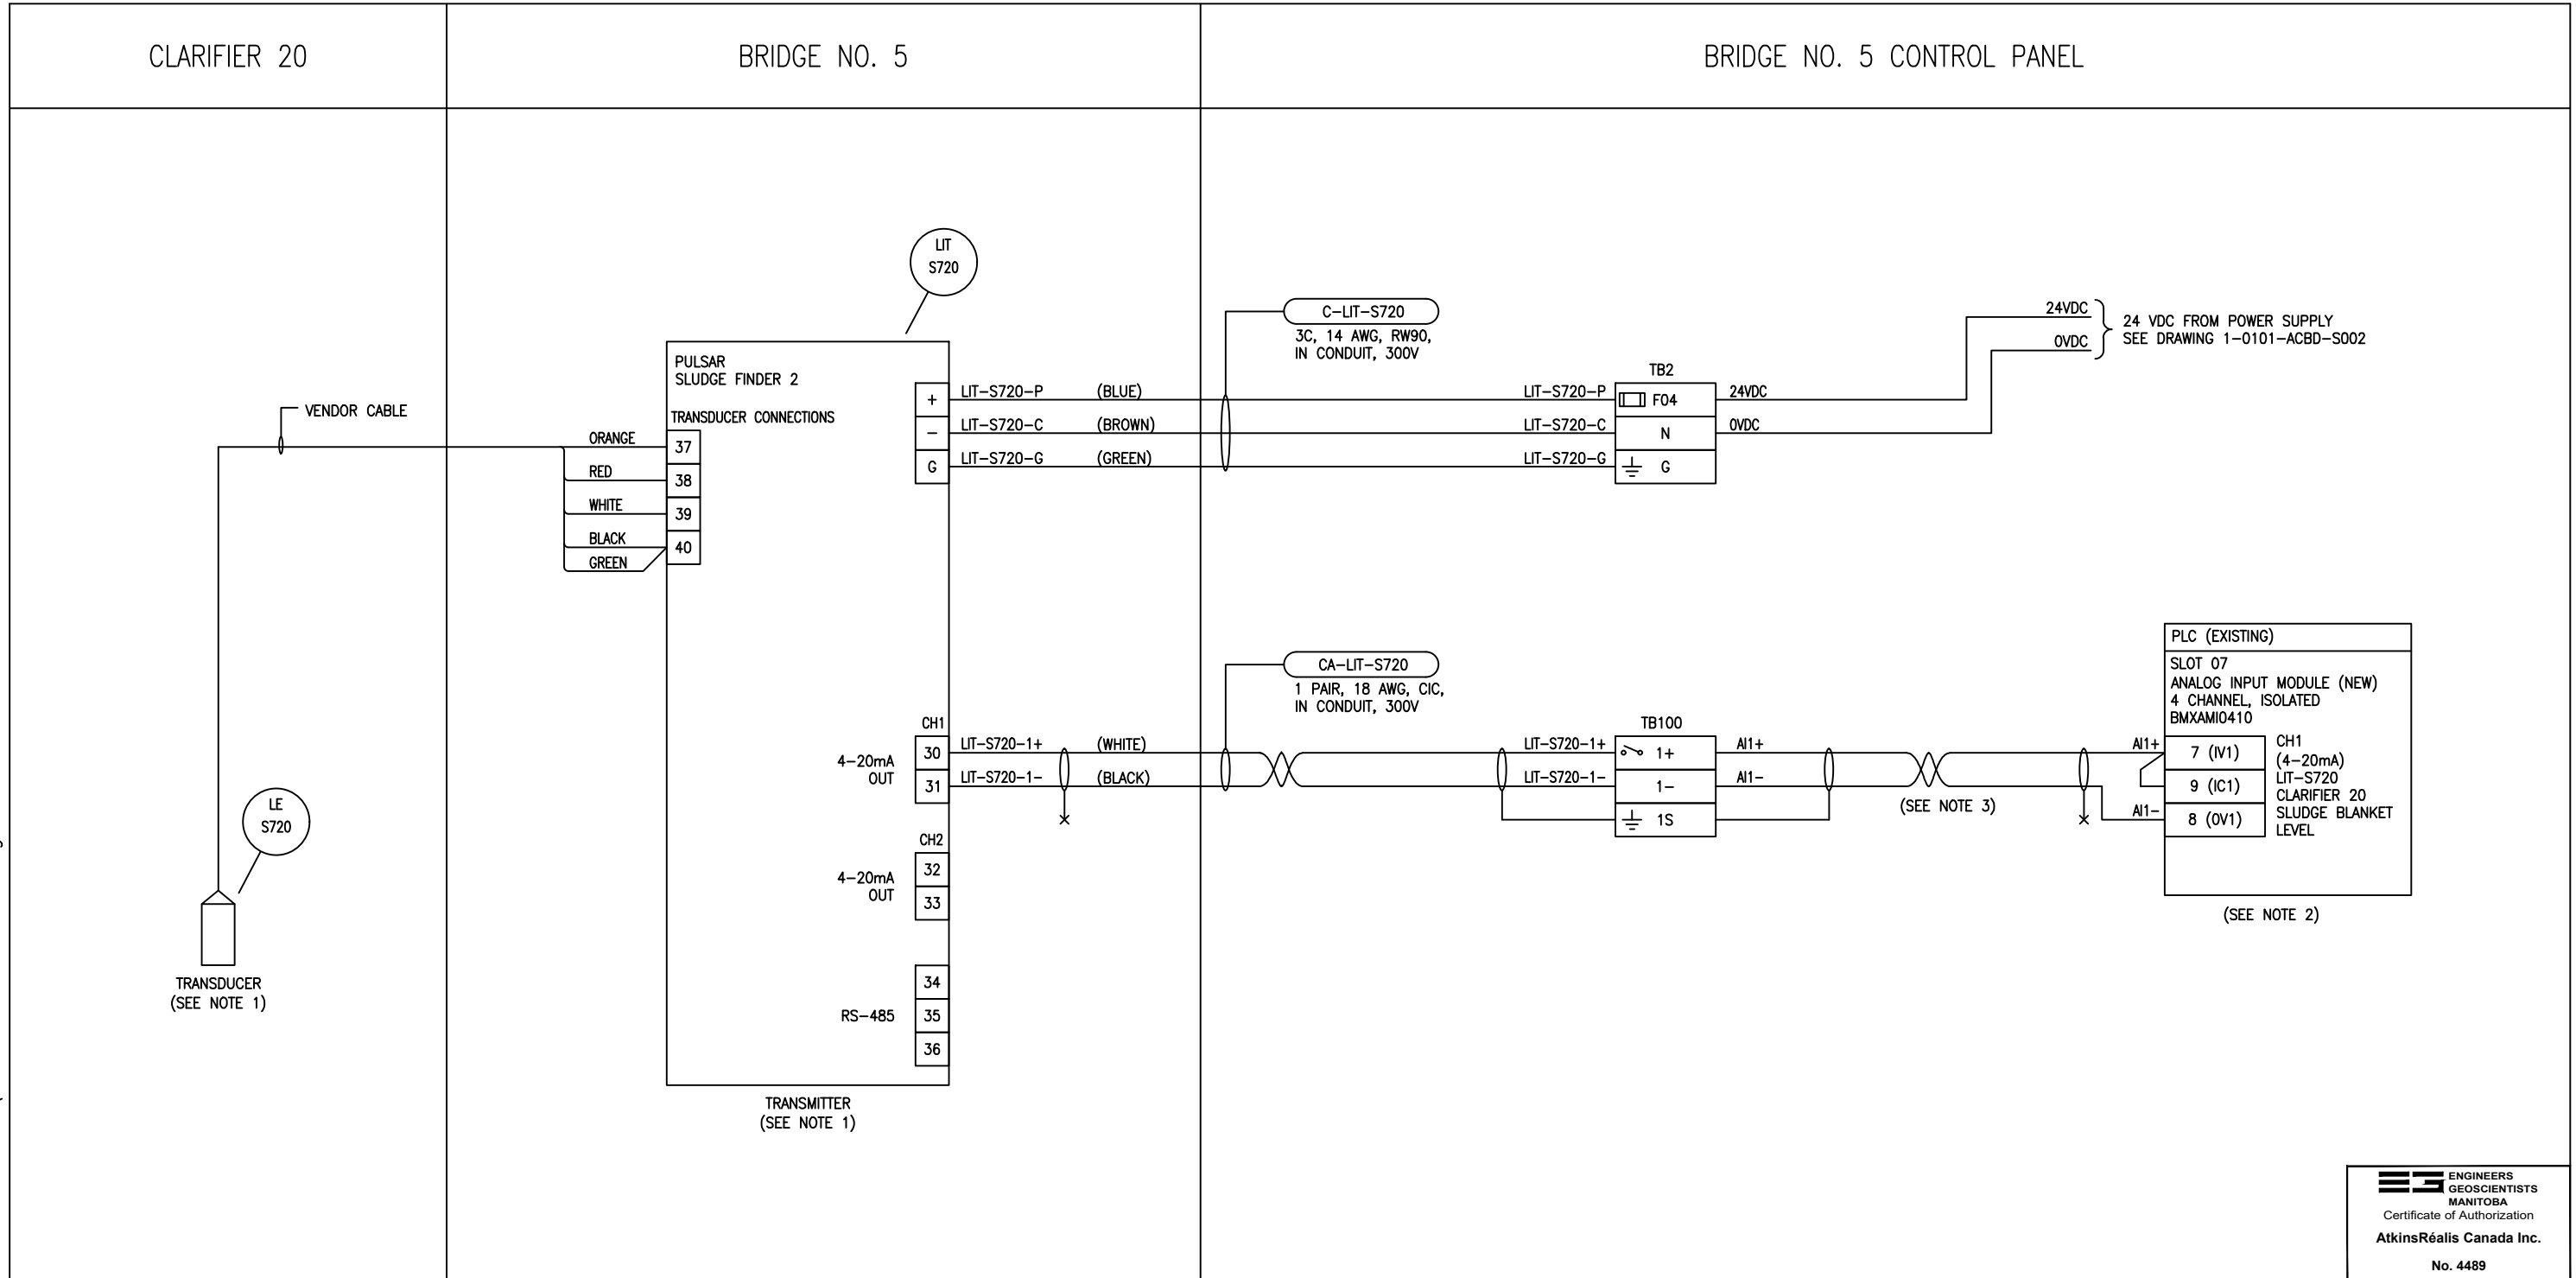 CLARIFIER 20
BRIDGE NO. 5
BRIDGE NO. 5 CONTROL PANEL
VENDOR CABLE
LE
S720
TRANSDUCER
(SEE NOTE 1)
LIT
S720
PULSAR
SLUDGE FINDER 2
TRANSDUCER CONNECTIONS
ORANGE
37
RED
38
WHITE
39
BLACK
40
GREEN
+
LIT-S720-P
(BLUE)
-
LIT-S720-C
(BROWN)
G
LIT-S720-G
(GREEN)
CH1
4-20mA
OUT
30
LIT-S720-1+
(WHITE)
31
LIT-S720-1-
(BLACK)
CH2
4-20mA
OUT
32
33
RS-485
34
35
36
TRANSMITTER
(SEE NOTE 1)
C-LIT-S720
3C, 14 AWG, RW90,
IN CONDUIT, 300V
TB2
LIT-S720-P
F04
24VDC
LIT-S720-C
N
0VDC
LIT-S720-G
G
24VDC
0VDC
24 VDC FROM POWER SUPPLY
SEE DRAWING 1-0101-ACBD-S002
CA-LIT-S720
1 PAIR, 18 AWG, CIC,
IN CONDUIT, 300V
TB100
LIT-S720-1+
1+
AI1+
LIT-S720-1-
1-
AI1-
1S
(SEE NOTE 3)
PLC (EXISTING)
SLOT 07
ANALOG INPUT MODULE (NEW)
4 CHANNEL, ISOLATED
BMXAMI0410
AI1+
7 (IV1)
9 (IC1)
AI1-
8 (0V1)
CH1
(4-20mA)
LIT-S720
CLARIFIER 20
SLUDGE BLANKET
LEVEL
(SEE NOTE 2)
ENGINEERS
GEOSCIENTISTS
MANITOBA
Certificate of Authorization
AtkinsRéalis Canada Inc.
No. 4489